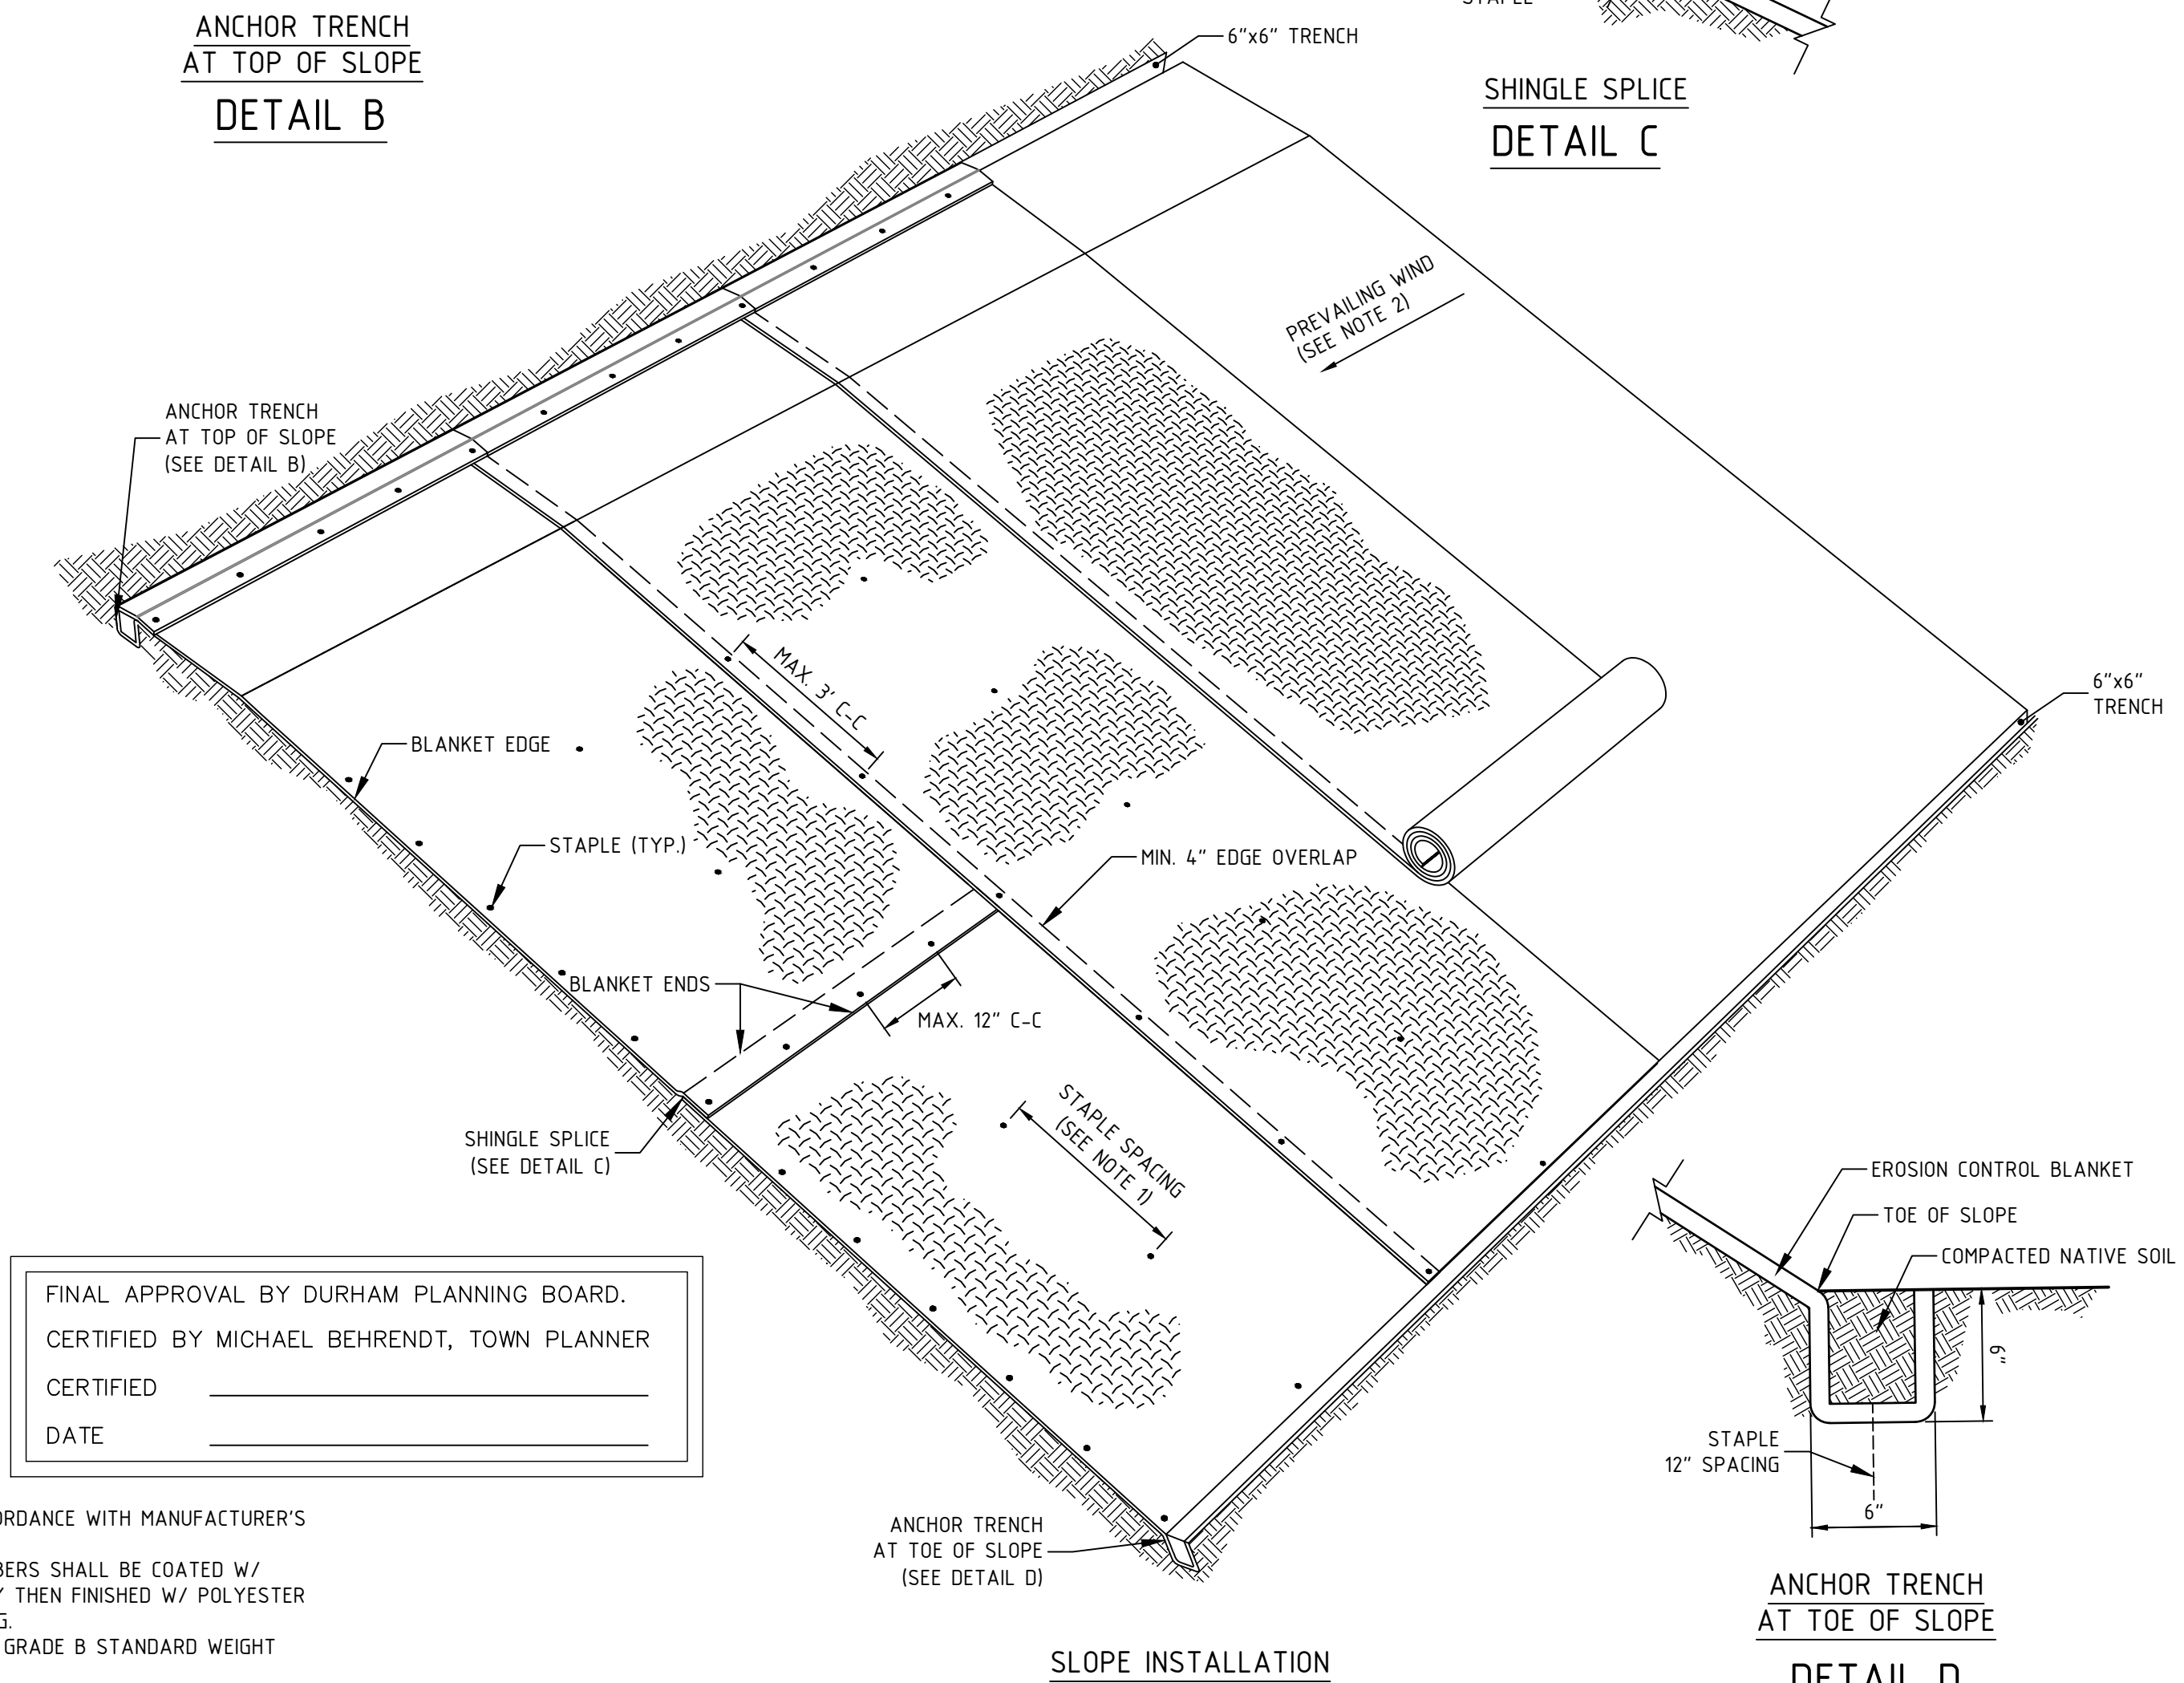 ANCHOR TRENCH
AT TOP OF SLOPE
DETAIL B
6"x6" TRENCH
SHINGLE SPLICE
DETAIL C
PREVAILING WIND
(SEE NOTE 2)
ANCHOR TRENCH
AT TOP OF SLOPE
(SEE DETAIL B)
6"x6"
TRENCH
MAX. 3' C-C
BLANKET EDGE
STAPLE (TYP.)
MIN. 4" EDGE OVERLAP
BLANKET ENDS
MAX. 12" C-C
STAPLE SPACING
(SEE NOTE 1)
SHINGLE SPLICE
(SEE DETAIL C)
EROSION CONTROL BLANKET
TOE OF SLOPE
COMPACTED NATIVE SOIL
6"
STAPLE
12" SPACING
6"
FINAL APPROVAL BY DURHAM PLANNING BOARD.
CERTIFIED BY MICHAEL BEHRENDT, TOWN PLANNER
CERTIFIED
DATE
WITH MANUFACTURER'S
SHALL BE COATED W/
THEN FINISHED W/ POLYESTER
GRADE B STANDARD WEIGHT
ANCHOR TRENCH
AT TOE OF SLOPE
(SEE DETAIL D)
SLOPE INSTALLATION
ANCHOR TRENCH
AT TOE OF SLOPE
DETAIL D